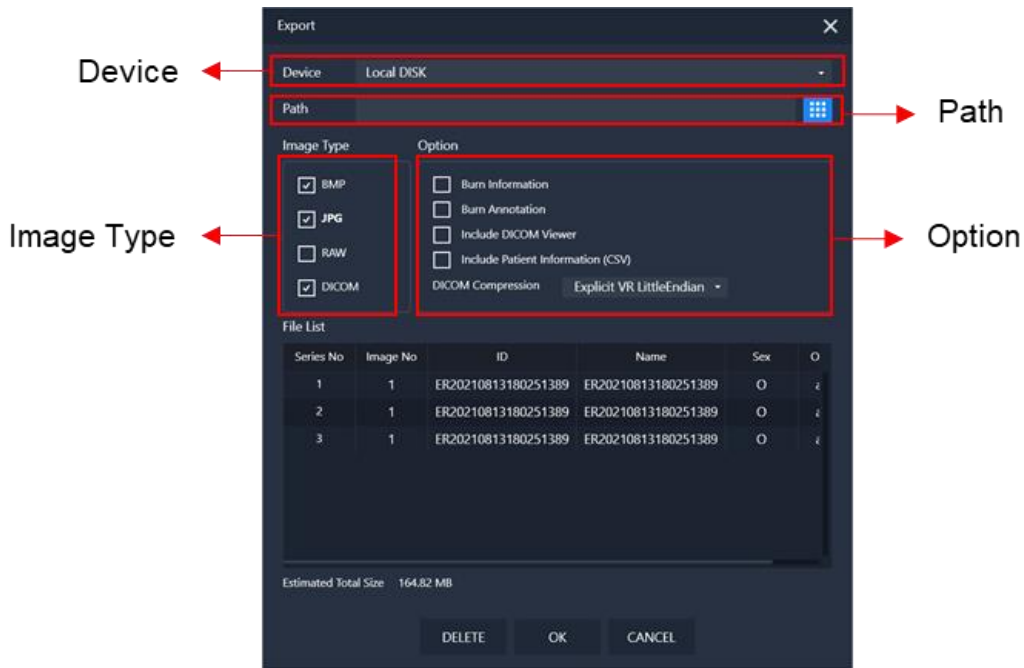 Export
Device
Device Local DISK
Path
Path
Image Type Option
BMP
JPG
RAW
DICOM
Burn Information
Burn Annotation
Include DICOM Viewer
Include Patient Information (CSV)
DICOM Compression Explicit VR LittleEndian
Image Type
Option
File List
Series No Image No ID Name Sex O
1 1 ER20210813180251389 ER20210813180251389 O
2 1 ER20210813180251389 ER20210813180251389 O
3 1 ER20210813180251389 ER20210813180251389 O
Estimated Total Size 164.82 MB
DELETE OK CANCEL